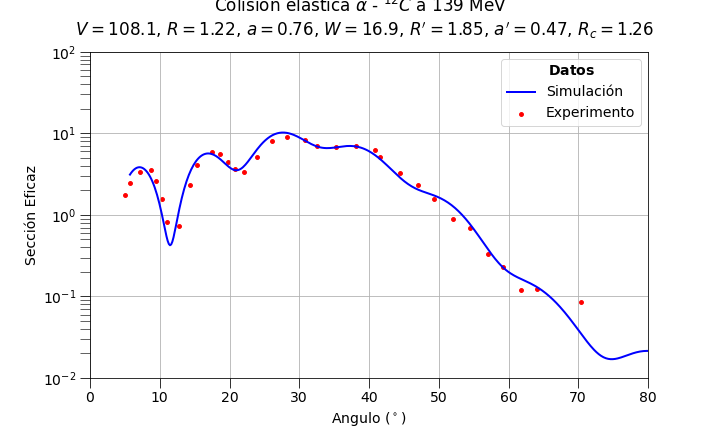 Colisión elástica α - ¹²C a 139 MeV
V = 108.1, R = 1.22, a = 0.76, W = 16.9, R′ = 1.85, a′ = 0.47, R_c = 1.26
10²
10¹
10⁰
10⁻¹
10⁻²
Sección Eficaz
Datos
Simulación
Experimento
0 10 20 30 40 50 60 70 80
Angulo (°)